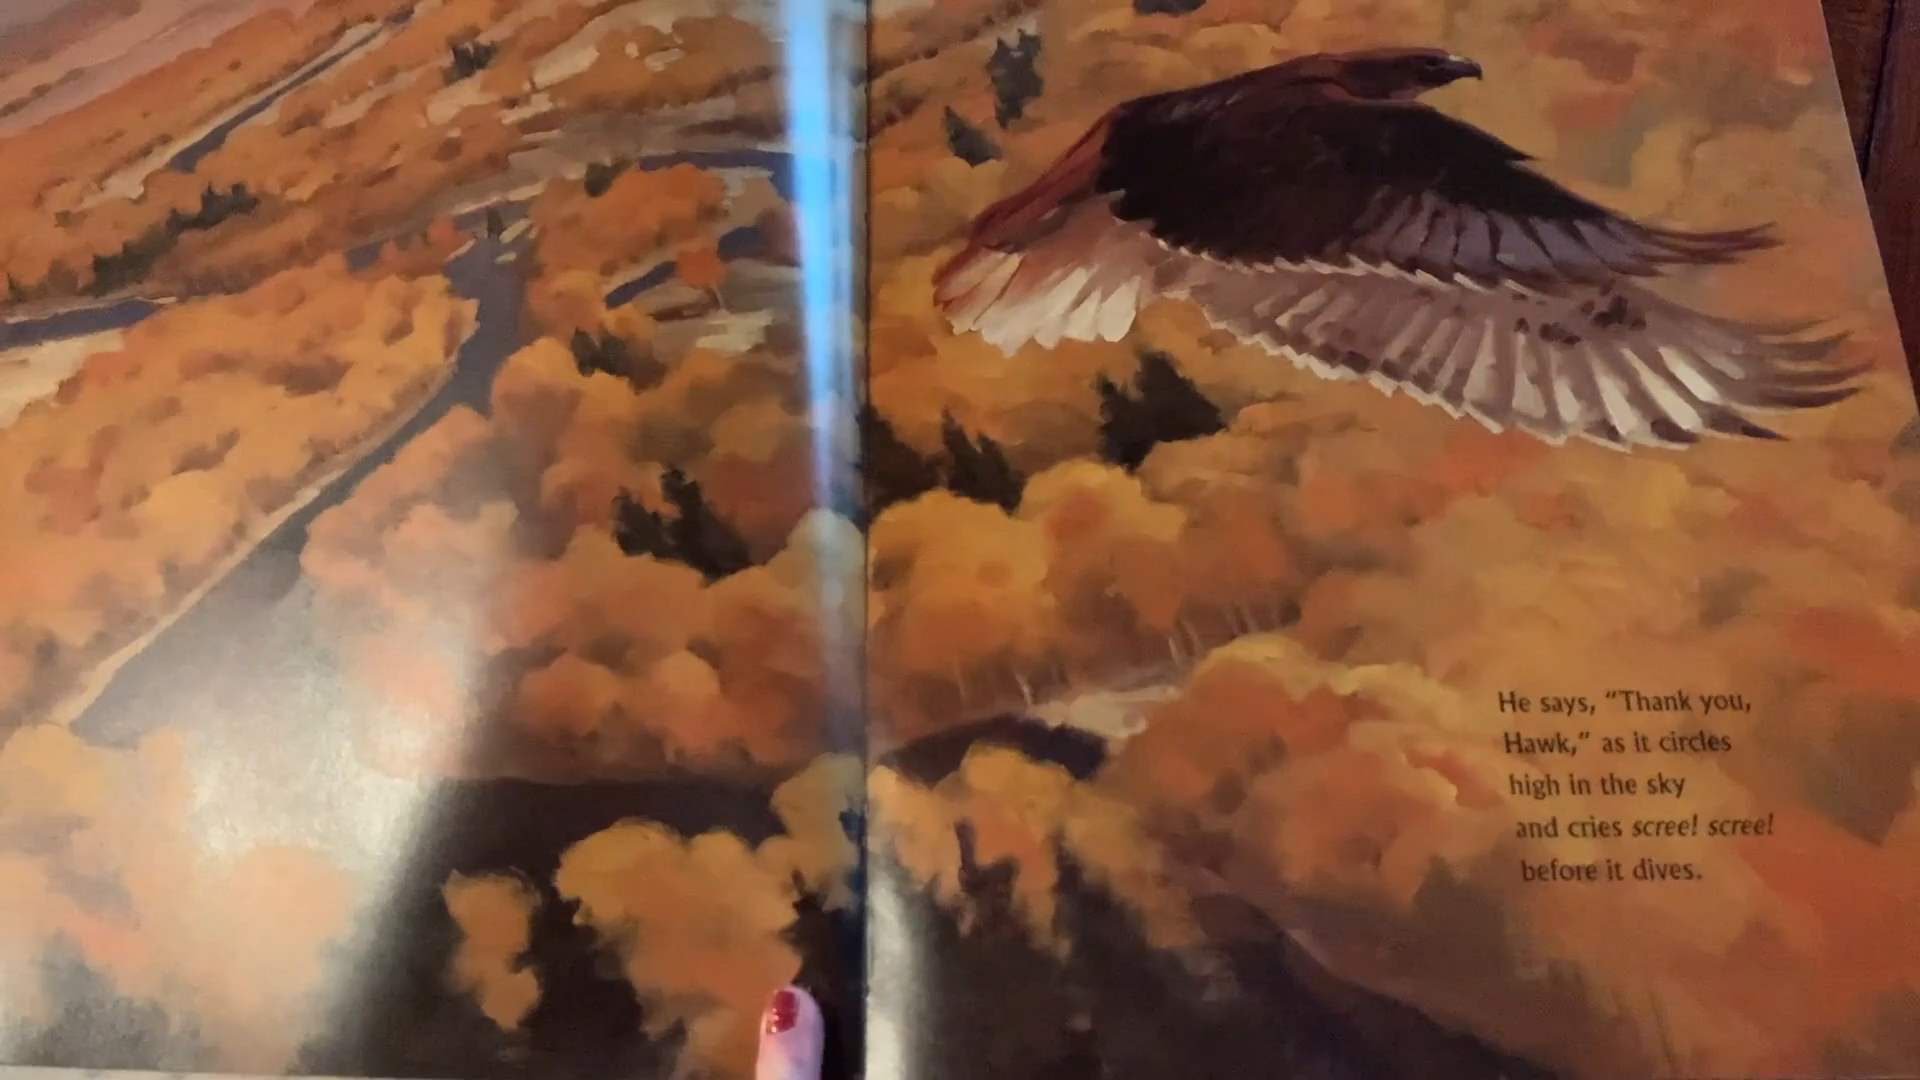 He says, “Thank you,
Hawk,” as it circles
high in the sky
and cries scree! scree!
before it dives.